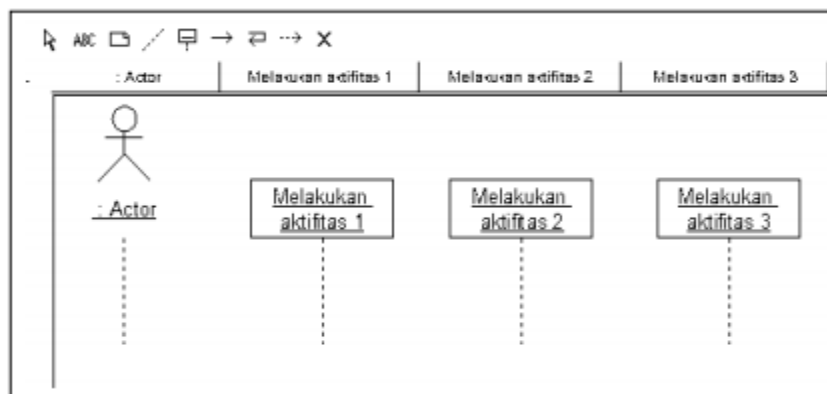 ABC
: Actor Melakukan aktifitas 1 Melakukan aktifitas 2 Melakukan aktifitas 3
: Actor
Melakukan
aktifitas 1
Melakukan
aktifitas 2
Melakukan
aktifitas 3